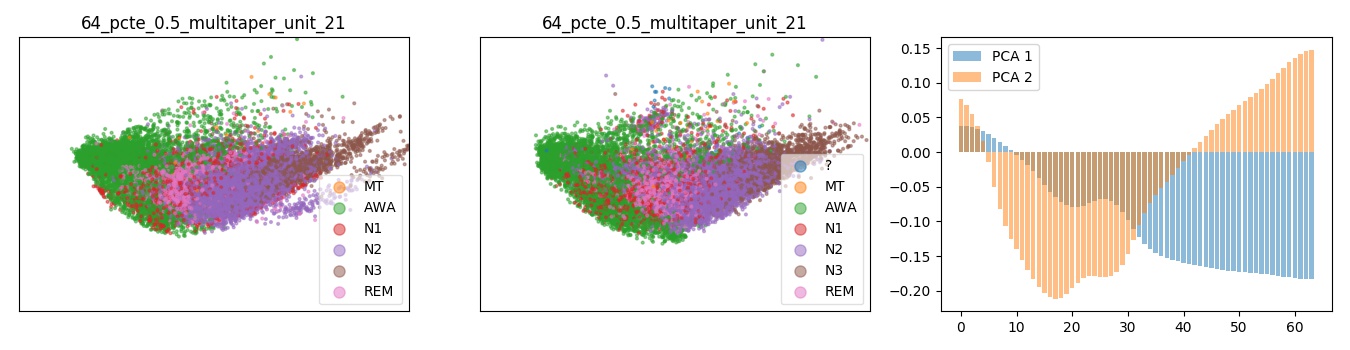 64_pcte_0.5_multitaper_unit_21
MT
AWA
N1
N2
N3
REM
64_pcte_0.5_multitaper_unit_21
?
MT
AWA
N1
N2
N3
REM
PCA 1
PCA 2
0.15
0.10
0.05
0.00
−0.05
−0.10
−0.15
−0.20
0 10 20 30 40 50 60